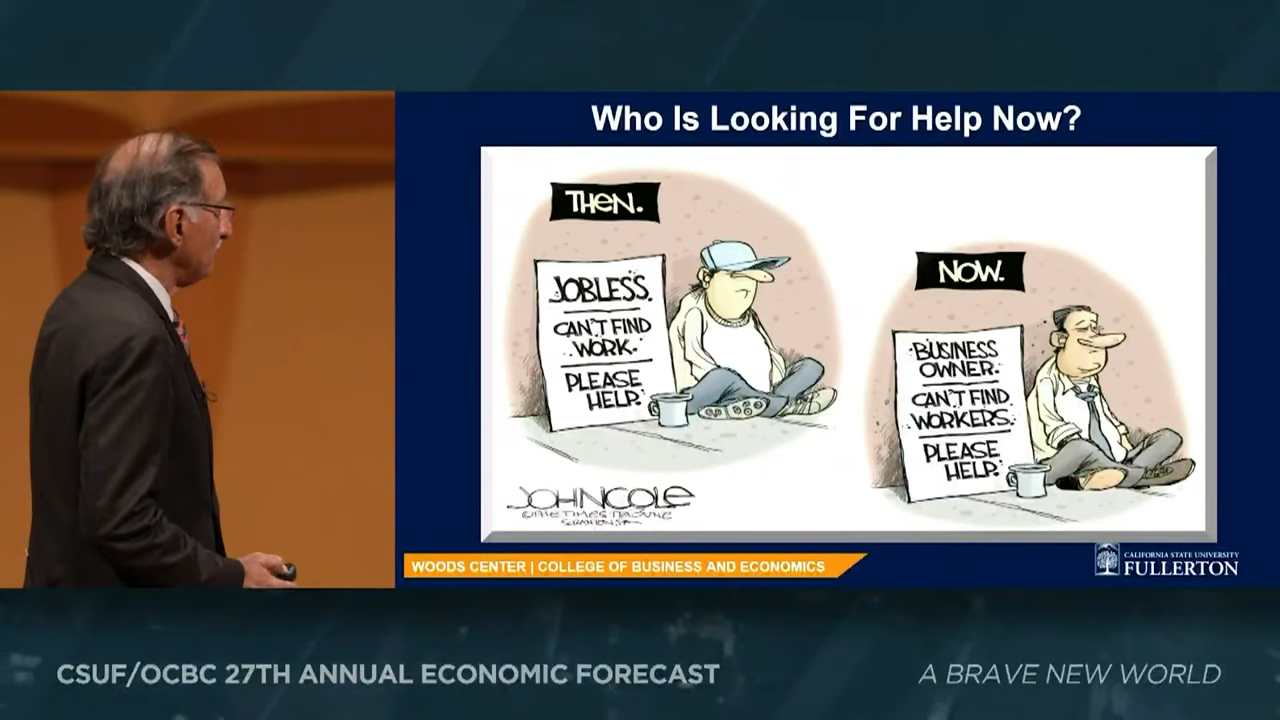 Who Is Looking For Help Now?
THEN.
JOBLESS.
CAN'T FIND
WORK.
PLEASE
HELP.
NOW.
BUSINESS
OWNER.
CAN'T FIND
WORKERS.
PLEASE
HELP.
JOHN COLE
TIMES TRIBUNE
WOODS CENTER | COLLEGE OF BUSINESS AND ECONOMICS
CALIFORNIA STATE UNIVERSITY
FULLERTON
CSUF/OCBC 27TH ANNUAL ECONOMIC FORECAST
A BRAVE NEW WORLD